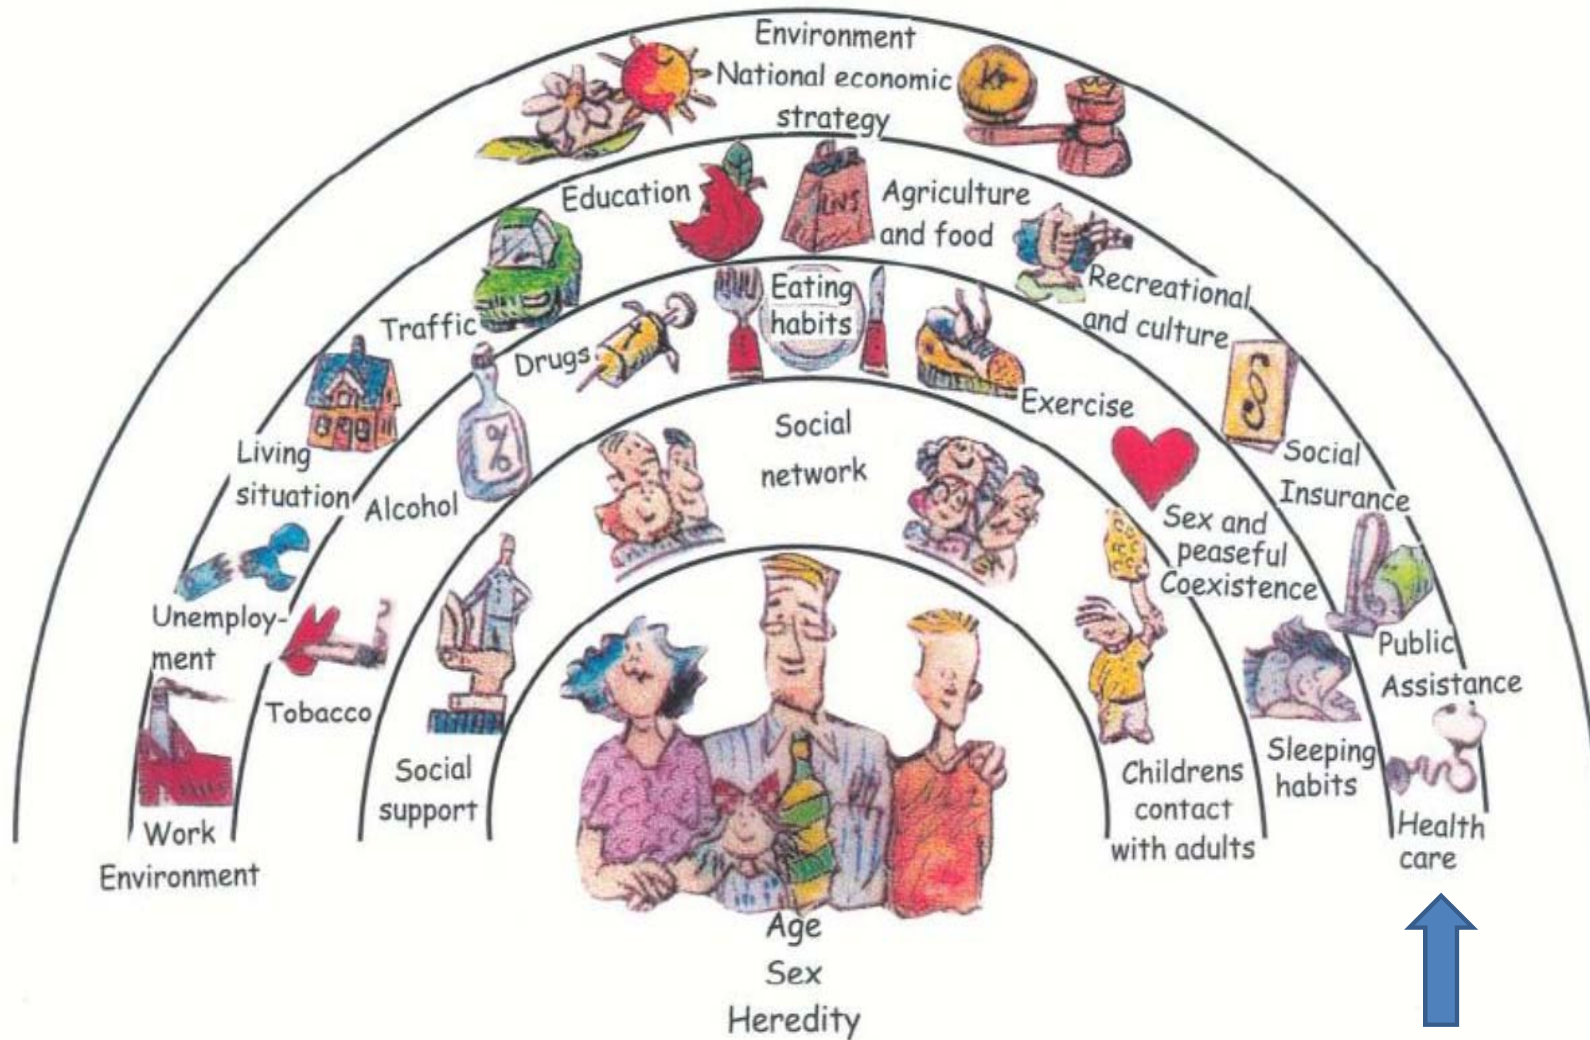 Environment
National economic
strategy
Kr
Education
LIVS
Agriculture
and food
Traffic
Recreational
and culture
Living
situation
Social
Insurance
Unemploy-
ment
Public
Assistance
Work
Environment
Health
care
Drugs
Eating
habits
Exercise
%
Alcohol
Sex and
peaseful
Coexistence
Tobacco
Sleeping
habits
Social
network
Social
support
Childrens
contact
with adults
Age
Sex
Heredity